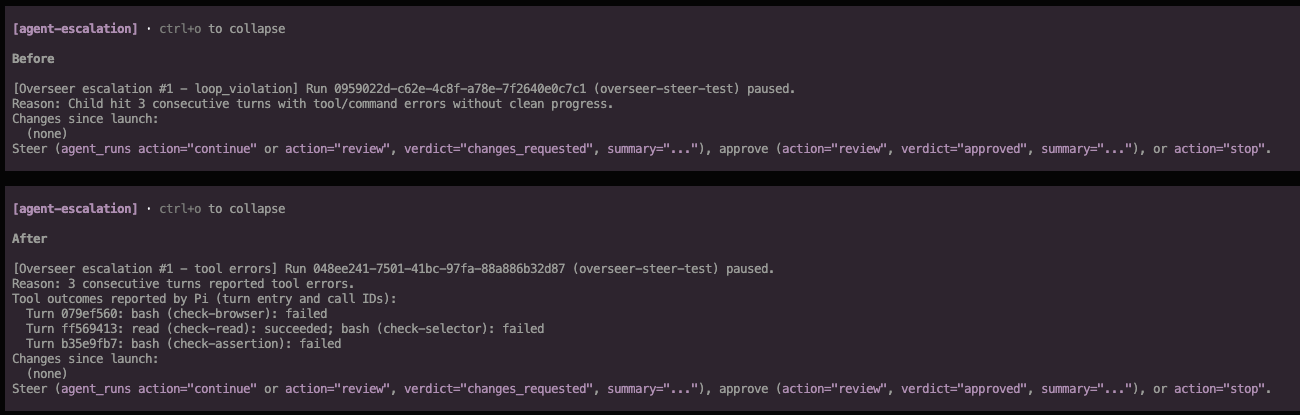 [agent-escalation] · ctrl+o to collapse
Before
[Overseer escalation #1 - loop_violation] Run 0959022d-c62e-4c8f-a78e-7f2640e0c7c1 (overseer-steer-test) paused.
Reason: Child hit 3 consecutive turns with tool/command errors without clean progress.
Changes since launch:
(none)
Steer (agent_runs action="continue" or action="review", verdict="changes_requested", summary="..."), approve (action="review", verdict="approved", summary="..."), or action="stop".
[agent-escalation] · ctrl+o to collapse
After
[Overseer escalation #1 - tool errors] Run 048ee241-7501-41bc-97fa-88a886b32d87 (overseer-steer-test) paused.
Reason: 3 consecutive turns reported tool errors.
Tool outcomes reported by Pi (turn entry and call IDs):
Turn 079ef560: bash (check-browser): failed
Turn ff569413: read (check-read): succeeded; bash (check-selector): failed
Turn b35e9fb7: bash (check-assertion): failed
Changes since launch:
(none)
Steer (agent_runs action="continue" or action="review", verdict="changes_requested", summary="..."), approve (action="review", verdict="approved", summary="..."), or action="stop".